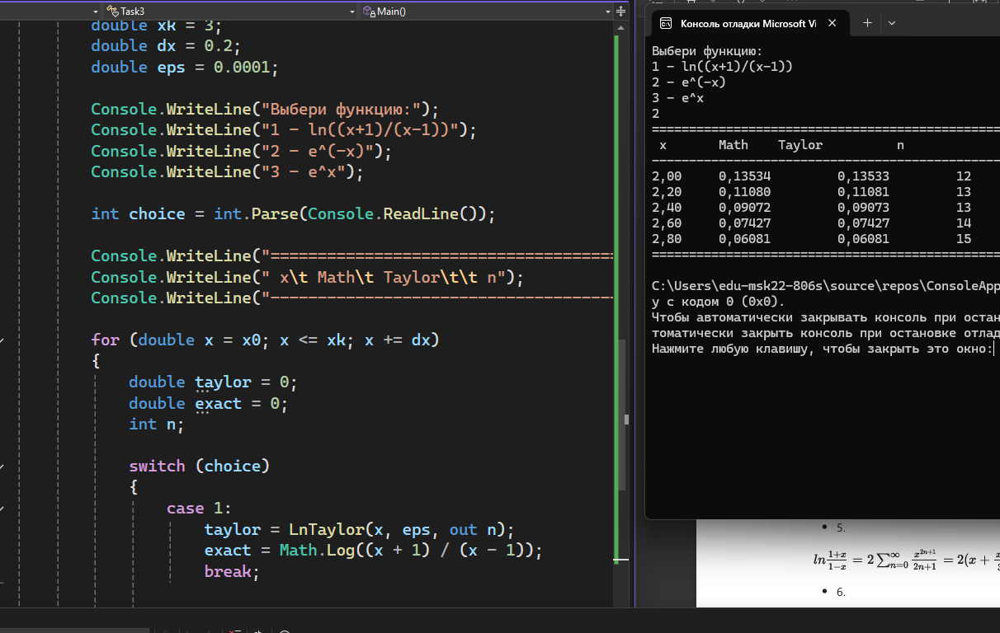 Task3
Main()
double xk = 3;
double dx = 0.2;
double eps = 0.0001;
Console.WriteLine("Выбери функцию:");
Console.WriteLine("1 - ln((x+1)/(x-1))");
Console.WriteLine("2 - e^(-x)");
Console.WriteLine("3 - e^x");
int choice = int.Parse(Console.ReadLine());
Console.WriteLine("=====================================
Console.WriteLine(" x\t Math\t Taylor\t\t n");
Console.WriteLine("-------------------------------------
for (double x = x0; x <= xk; x += dx)
{
double taylor = 0;
double exact = 0;
int n;
switch (choice)
{
case 1:
taylor = LnTaylor(x, eps, out n);
exact = Math.Log((x + 1) / (x - 1));
break;
Консоль отладки Microsoft Vi
Выбери функцию:
1 - ln((x+1)/(x-1))
2 - e^(-x)
3 - e^x
2
===============================================
x Math Taylor n
-----------------------------------------------
2,00 0,13534 0,13533 12
2,20 0,11080 0,11081 13
2,40 0,09072 0,09073 13
2,60 0,07427 0,07427 14
2,80 0,06081 0,06081 15
===============================================
C:\Users\edu-msk22-806s\source\repos\ConsoleApp
у с кодом 0 (0x0).
Чтобы автоматически закрывать консоль при остан
томатически закрыть консоль при остановке отлад
Нажмите любую клавишу, чтобы закрыть это окно:
• 5.
ln\frac{1+x}{1-x} = 2 \sum_{n=0}^{\infty} \frac{x^{2n+1}}{2n+1} = 2(x +
• 6.